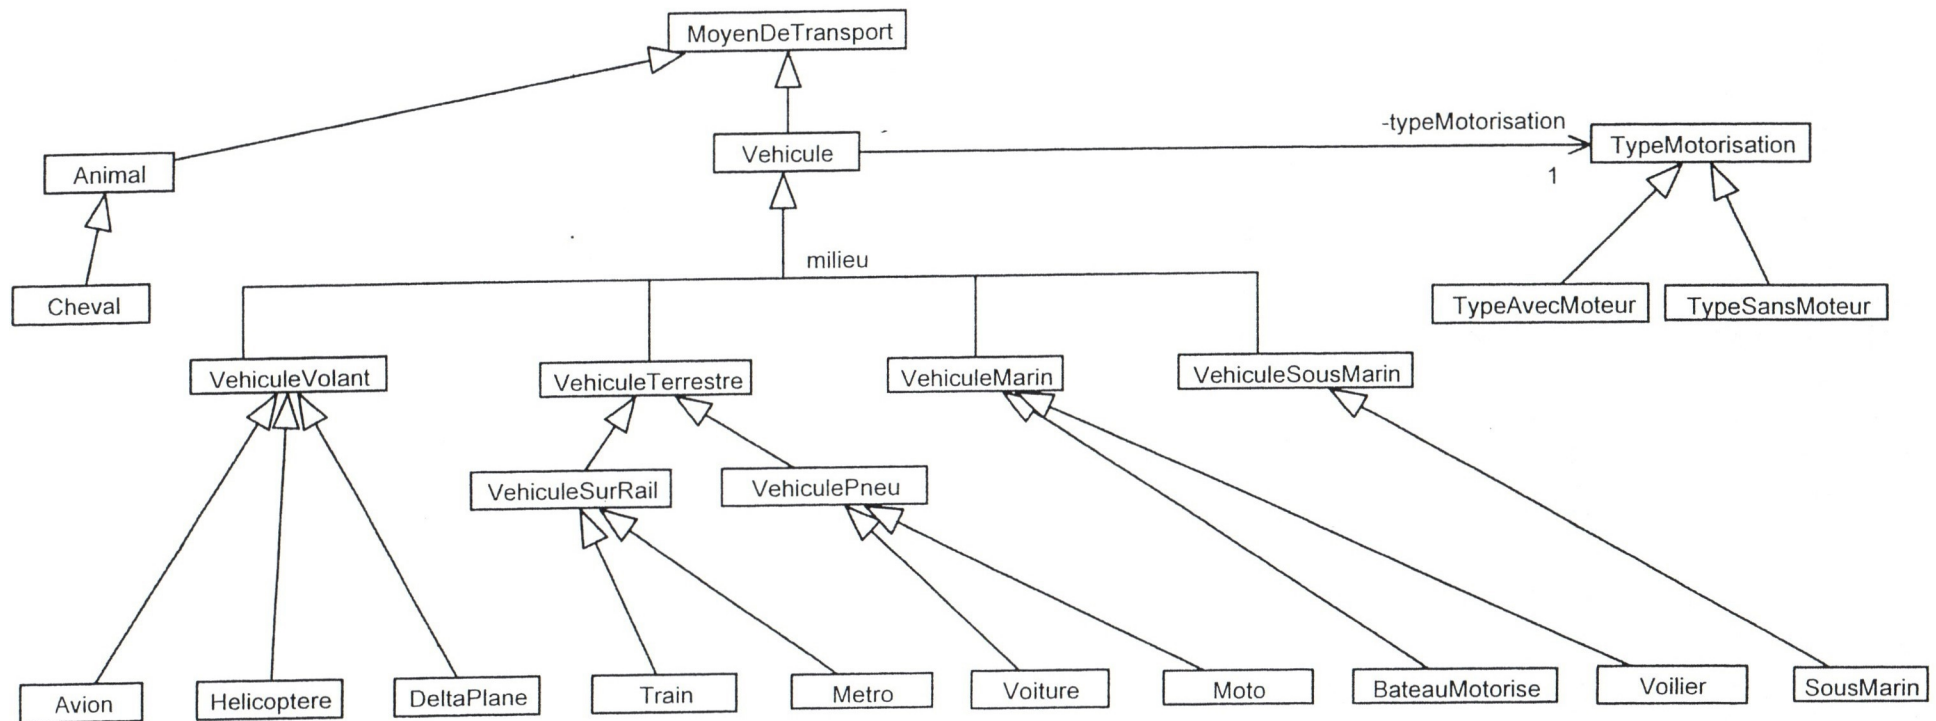 MoyenDeTransport
-typeMotorisation
TypeMotorisation
Vehicule
Animal
1
milieu
Cheval
TypeAvecMoteur
TypeSansMoteur
VehiculeVolant
VehiculeTerrestre
VehiculeMarin
VehiculeSousMarin
VehiculeSurRail
VehiculePneu
Avion
Helicoptere
DeltaPlane
Train
Metro
Voiture
Moto
BateauMotorise
Voilier
SousMarin